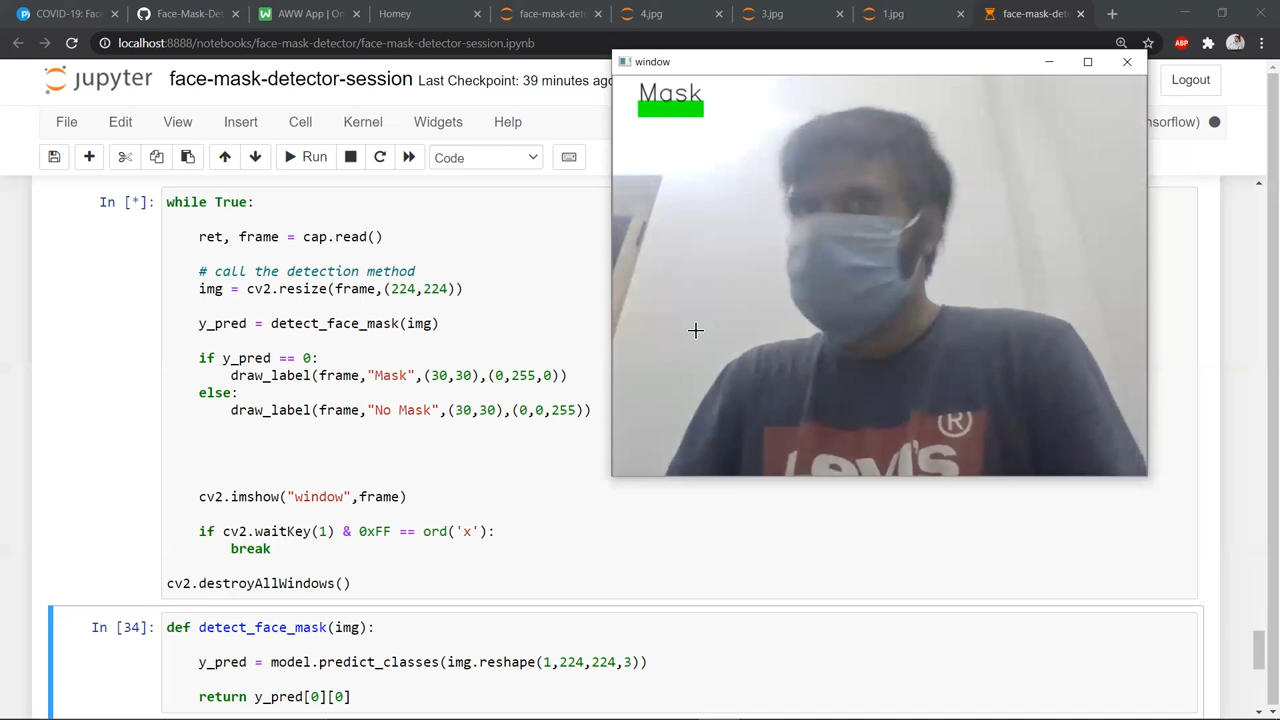 COVID-19: Fac
Face-Mask-Det
AWW App | On
Homey
face-mask-dete
4.jpg
3.jpg
1.jpg
face-mask-dete
localhost:8888/notebooks/face-mask-detector/face-mask-detector-session.ipynb
ABP
jupyter face-mask-detector-session Last Checkpoint: 39 minutes ago
Logout
File Edit View Insert Cell Kernel Widgets Help
nsorflow)
Run
Code
window
Mask
Levi's
®
In [*]: while True:
ret, frame = cap.read()
# call the detection method
img = cv2.resize(frame,(224,224))
y_pred = detect_face_mask(img)
if y_pred == 0:
draw_label(frame,"Mask",(30,30),(0,255,0))
else:
draw_label(frame,"No Mask",(30,30),(0,0,255))
cv2.imshow("window",frame)
if cv2.waitKey(1) & 0xFF == ord('x'):
break
cv2.destroyAllWindows()
In [34]: def detect_face_mask(img):
y_pred = model.predict_classes(img.reshape(1,224,224,3))
return y_pred[0][0]